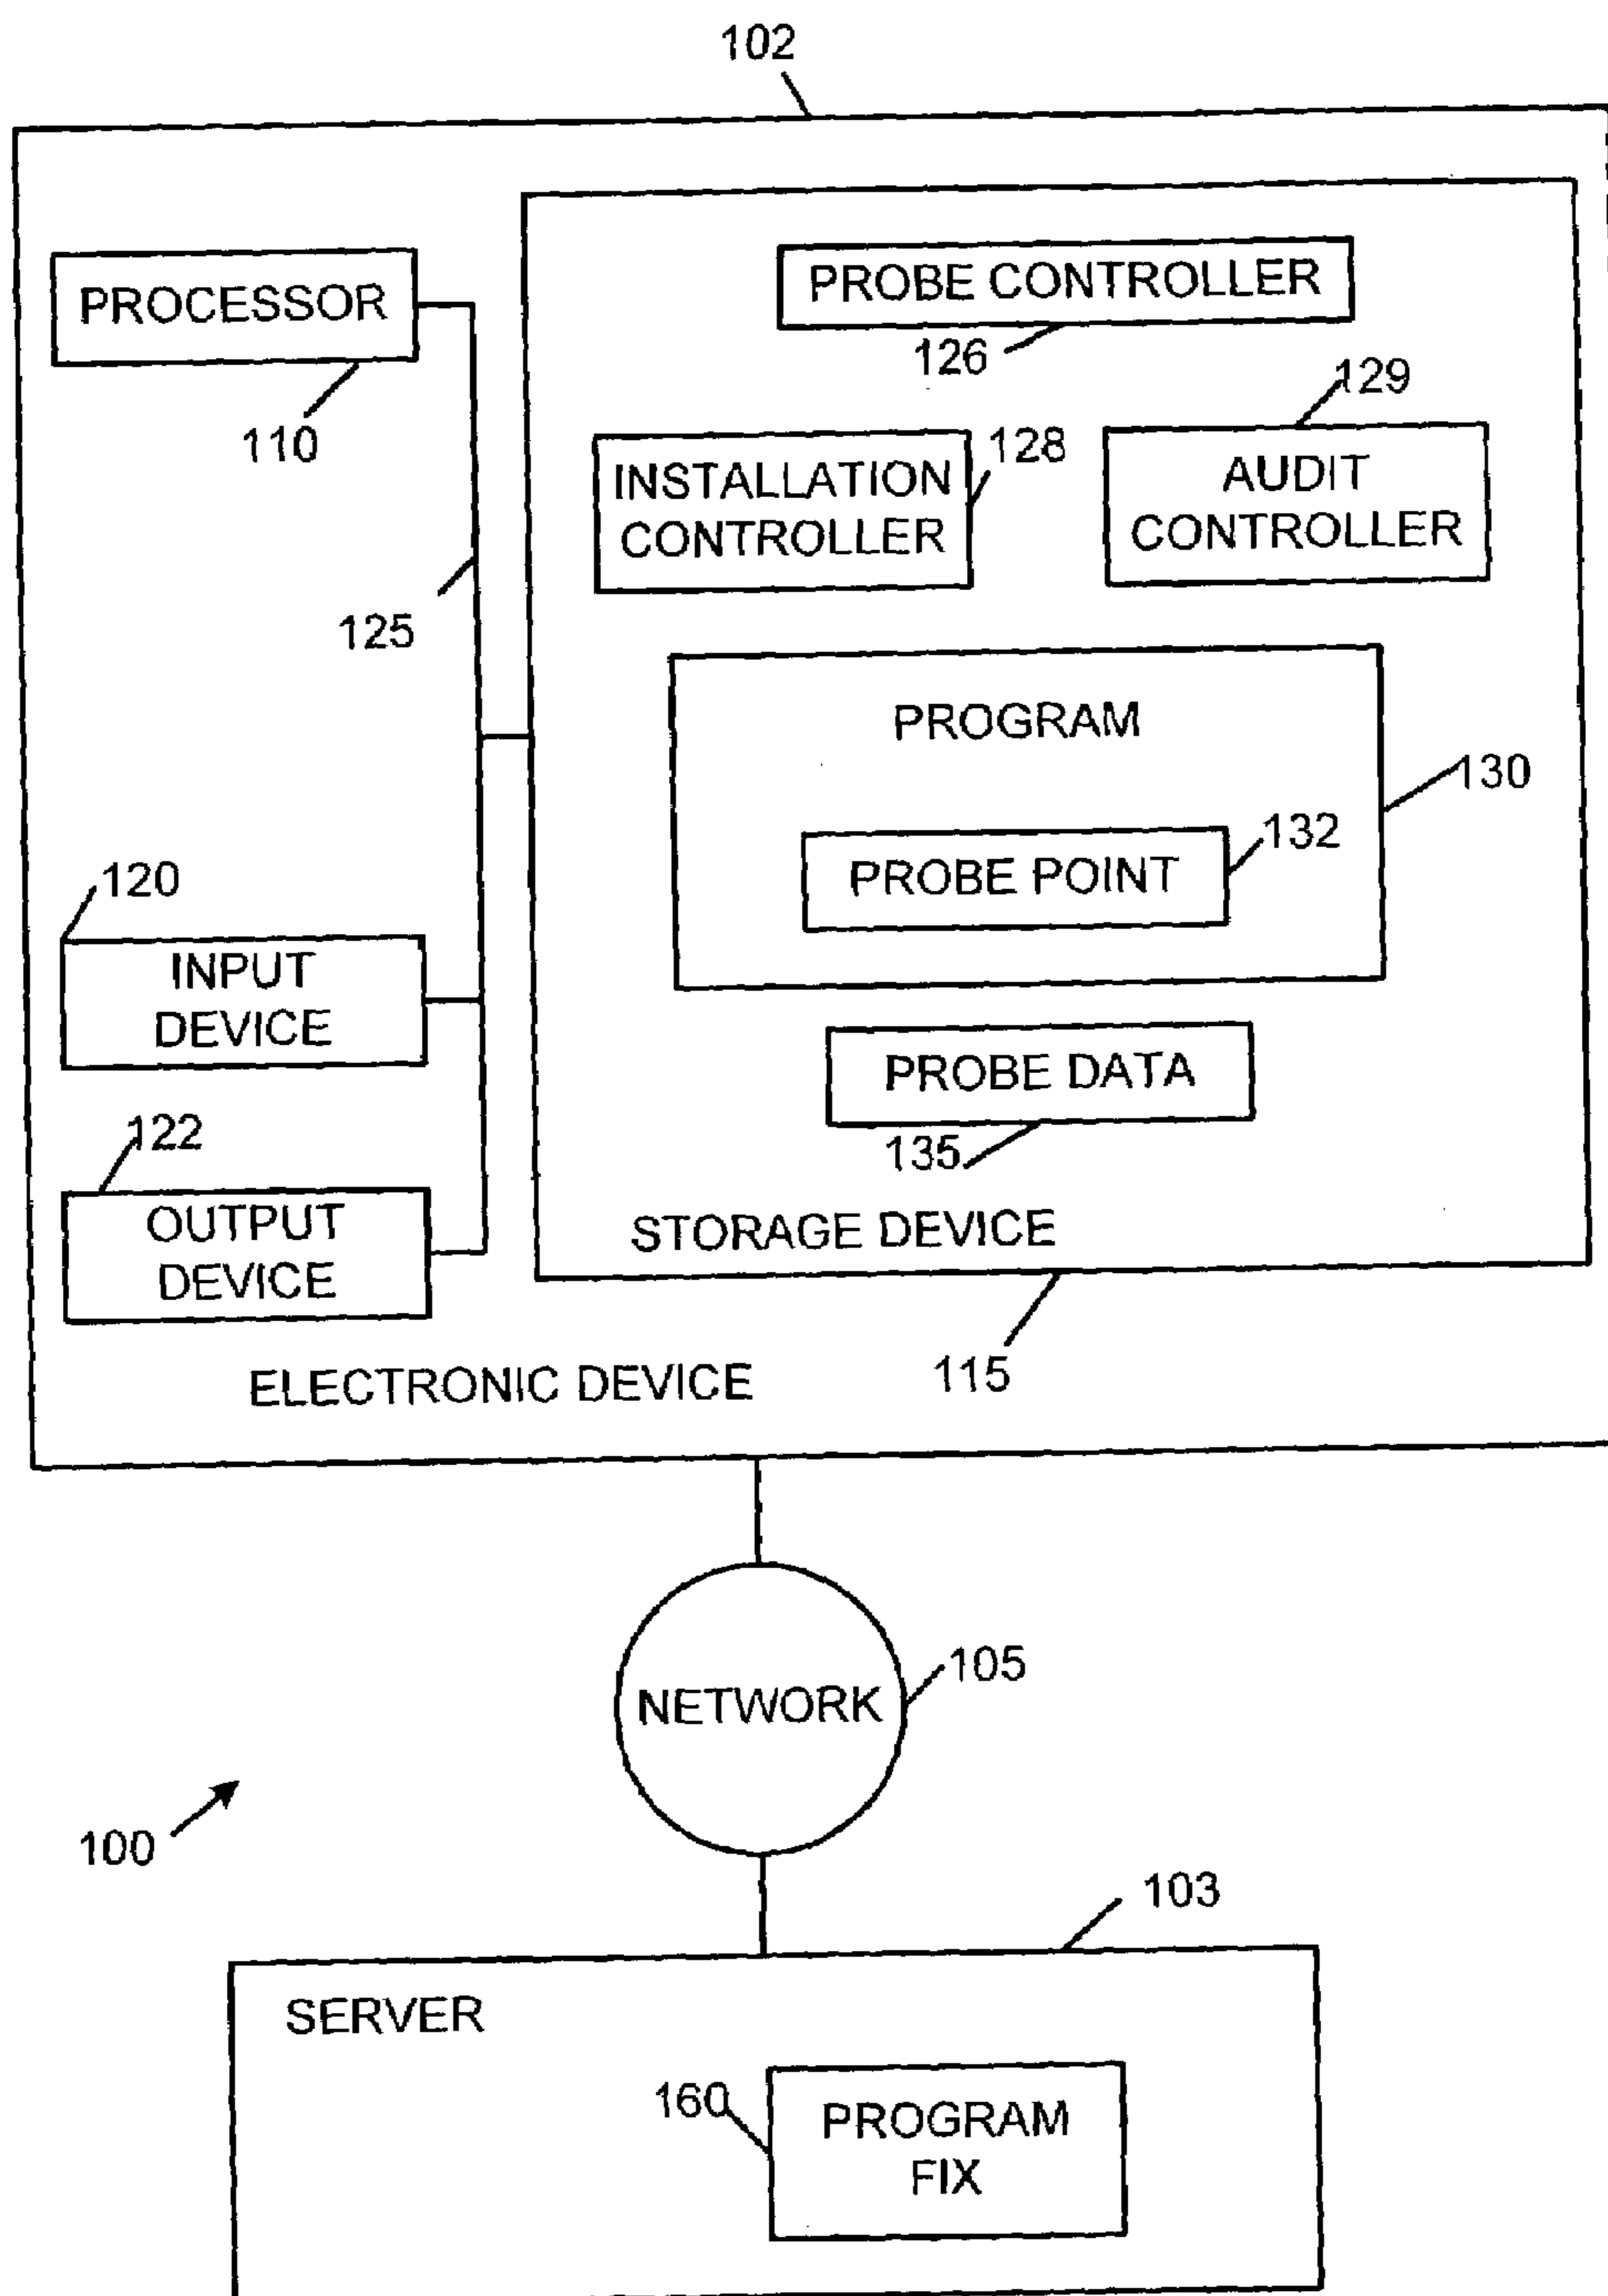 102
PROCESSOR
110
PROBE CONTROLLER
126
129
INSTALLATION
CONTROLLER
128
AUDIT
CONTROLLER
125
PROGRAM
130
PROBE POINT
132
120
INPUT
DEVICE
PROBE DATA
135
122
OUTPUT
DEVICE
STORAGE DEVICE
115
ELECTRONIC DEVICE
NETWORK
105
100
103
SERVER
160
PROGRAM
FIX